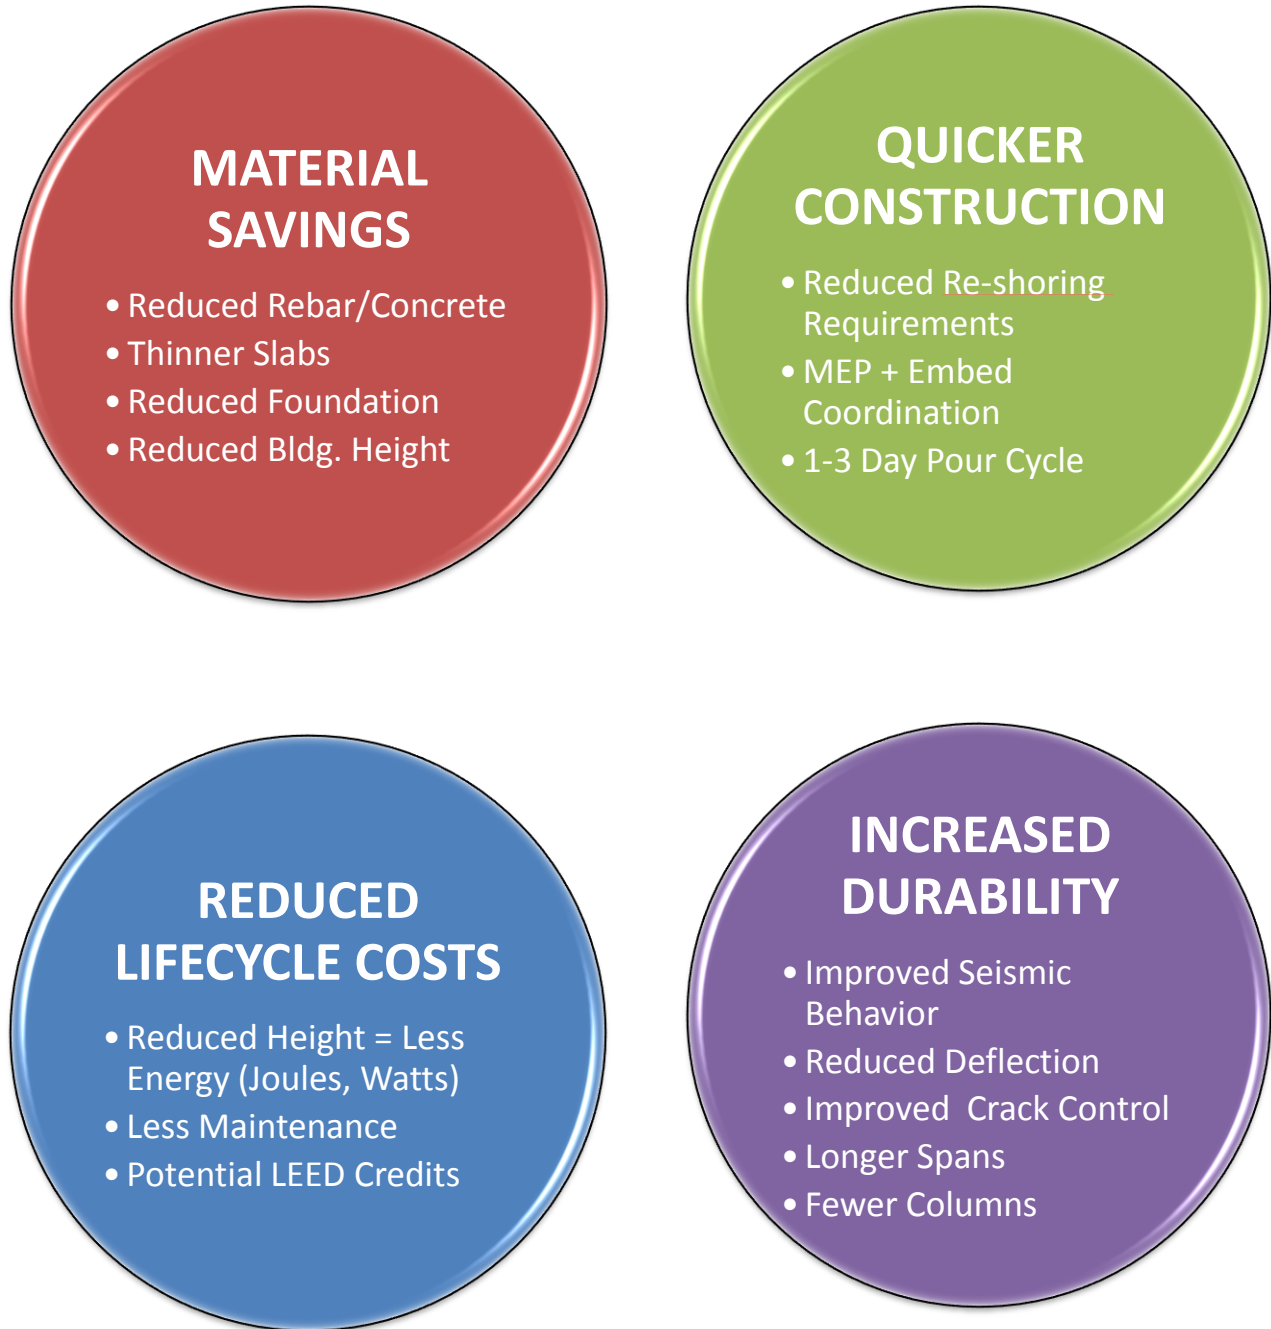 MATERIAL
SAVINGS
• Reduced Rebar/Concrete
• Thinner Slabs
• Reduced Foundation
• Reduced Bldg. Height
QUICKER
CONSTRUCTION
• Reduced Re-shoring
Requirements
• MEP + Embed
Coordination
• 1-3 Day Pour Cycle
REDUCED
LIFECYCLE COSTS
• Reduced Height = Less
Energy (Joules, Watts)
• Less Maintenance
• Potential LEED Credits
INCREASED
DURABILITY
• Improved Seismic
Behavior
• Reduced Deflection
• Improved  Crack Control
• Longer Spans
• Fewer Columns